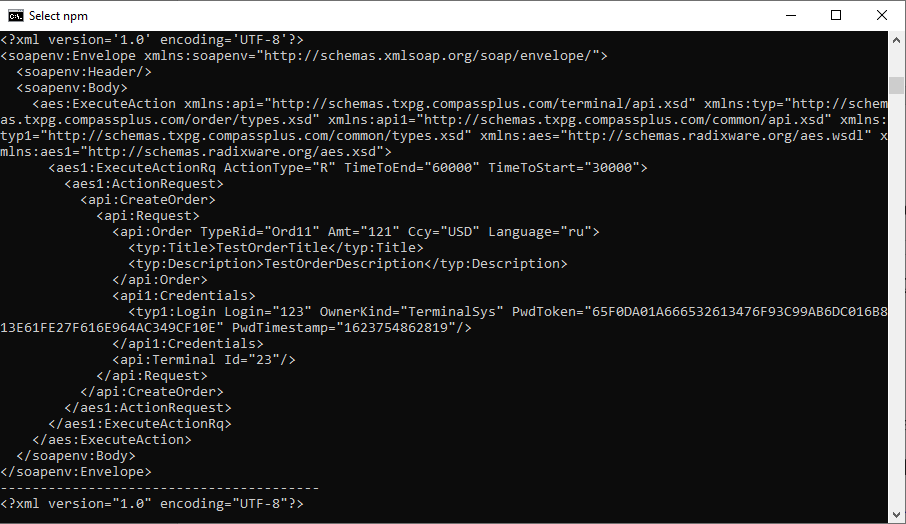 Select npm
<?xml version='1.0' encoding='UTF-8'?>
<soapenv:Envelope xmlns:soapenv="http://schemas.xmlsoap.org/soap/envelope/">
  <soapenv:Header/>
  <soapenv:Body>
    <aes:ExecuteAction xmlns:api="http://schemas.txpg.compassplus.com/terminal/api.xsd" xmlns:typ="http://schem
as.txpg.compassplus.com/order/types.xsd" xmlns:api1="http://schemas.txpg.compassplus.com/common/api.xsd" xmlns:
typ1="http://schemas.txpg.compassplus.com/common/types.xsd" xmlns:aes="http://schemas.radixware.org/aes.wsdl" x
mlns:aes1="http://schemas.radixware.org/aes.xsd">
      <aes1:ExecuteActionRq ActionType="R" TimeToEnd="60000" TimeToStart="30000">
        <aes1:ActionRequest>
          <api:CreateOrder>
            <api:Request>
              <api:Order TypeRid="Ord11" Amt="121" Ccy="USD" Language="ru">
                <typ:Title>TestOrderTitle</typ:Title>
                <typ:Description>TestOrderDescription</typ:Description>
              </api:Order>
              <api1:Credentials>
                <typ1:Login Login="123" OwnerKind="TerminalSys" PwdToken="65F0DA01A666532613476F93C99AB6DC016B8
13E61FE27F616E964AC349CF10E" PwdTimestamp="1623754862819"/>
              </api1:Credentials>
              <api:Terminal Id="23"/>
            </api:Request>
          </api:CreateOrder>
        </aes1:ActionRequest>
      </aes1:ExecuteActionRq>
    </aes:ExecuteAction>
  </soapenv:Body>
</soapenv:Envelope>
----------------------------------------
<?xml version="1.0" encoding="UTF-8"?>